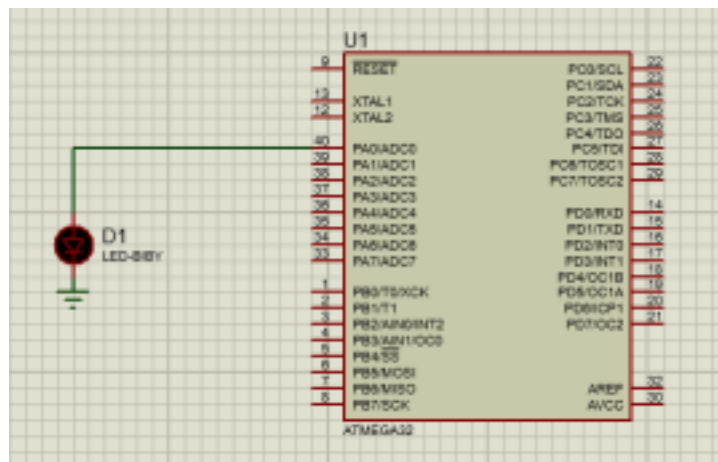 U1
9 RESET
13 XTAL1
12 XTAL2
40 PA0/ADC0
39 PA1/ADC1
38 PA2/ADC2
37 PA3/ADC3
36 PA4/ADC4
35 PA5/ADC5
34 PA6/ADC6
33 PA7/ADC7
1 PB0/T0/XCK
2 PB1/T1
3 PB2/AIN0/INT2
4 PB3/AIN1/OC0
5 PB4/SS
6 PB5/MOSI
7 PB6/MISO
8 PB7/SCK
PC0/SCL 22
PC1/SDA 23
PC2/TCK 24
PC3/TMS 25
PC4/TDO 26
PC5/TDI 27
PC6/TOSC1 28
PC7/TOSC2 29
PD0/RXD 14
PD1/TXD 15
PD2/INT0 16
PD3/INT1 17
PD4/OC1B 18
PD5/OC1A 19
PD6/ICP1 20
PD7/OC2 21
AREF 32
AVCC 30
ATMEGA32
D1
LED-BIBY